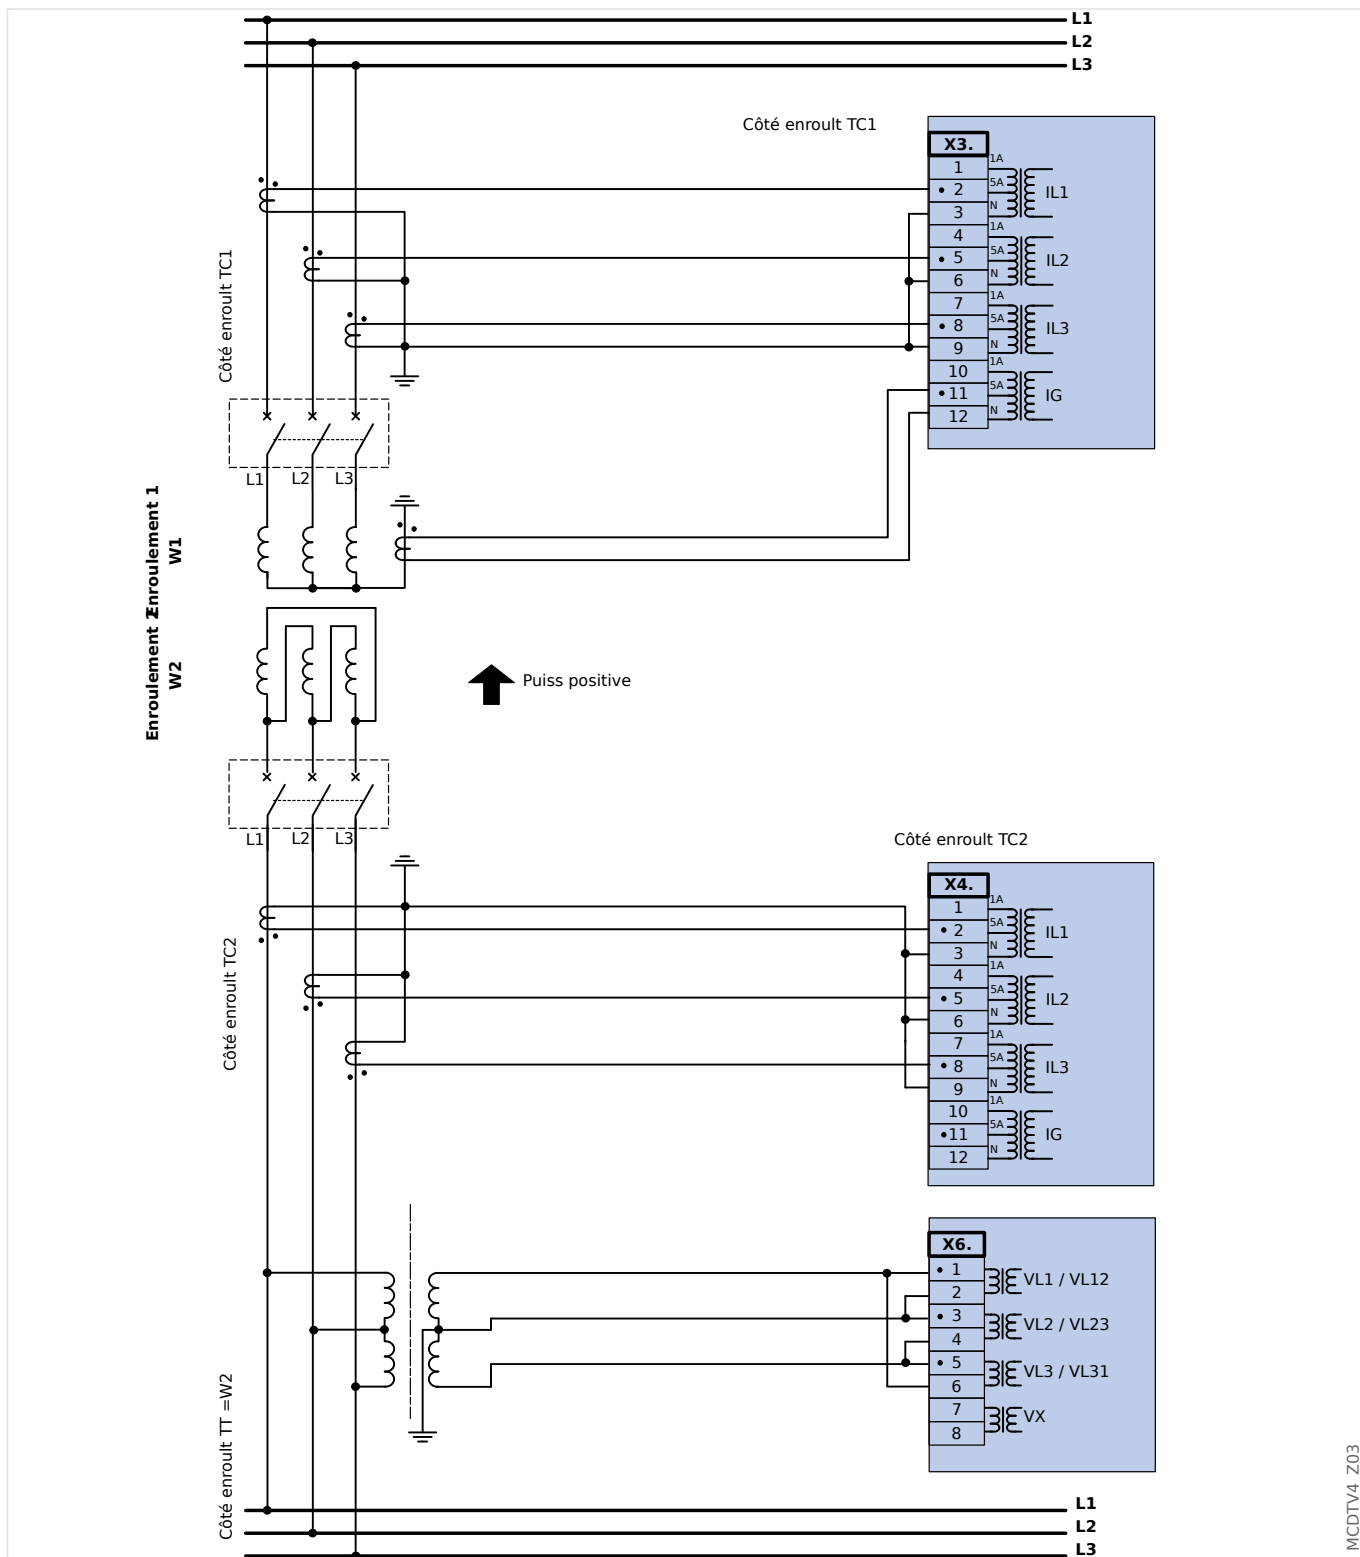 L1
L2
L3
Côté enroult TC1
X3.
1 1A
• 2 5A IL1
3 N
4 1A
• 5 5A IL2
6 N
7 1A
• 8 5A IL3
9 N
10 1A
• 11 5A IG
12 N
Côté enroult TC1
L1 L2 L3
Enroulement 1
W1
Enroulement 2
W2
Puiss positive
L1 L2 L3
Côté enroult TC2
X4.
1 1A
• 2 5A IL1
3 N
4 1A
• 5 5A IL2
6 N
7 1A
• 8 5A IL3
9 N
10 1A
•11 5A IG
12 N
Côté enroult TC2
X6.
• 1
VL1 / VL12
2
• 3
VL2 / VL23
4
• 5
VL3 / VL31
6
7
VX
8
Côté enroult TT =W2
L1
L2
L3
MCDTV4 Z03